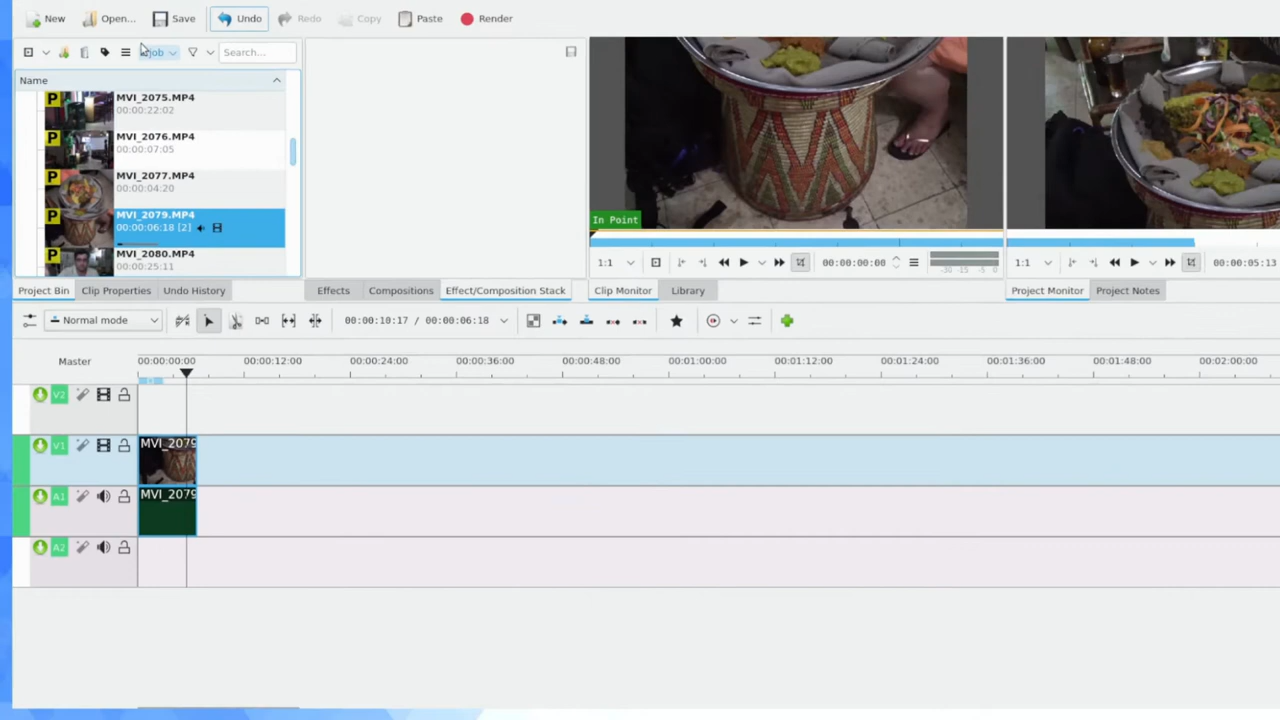 New Open... Save Undo Redo Copy Paste Render
Search...
Name
P MVI_2075.MP4
00:00:22:02
P MVI_2076.MP4
00:00:07:05
P MVI_2077.MP4
00:00:04:20
P MVI_2079.MP4
00:00:06:18 [2]
P MVI_2080.MP4
00:00:25:11
In Point
1:1 00:00:00:00 -30 -15 -5 0
1:1 00:00:05:13
Project Bin Clip Properties Undo History
Effects Compositions Effect/Composition Stack
Clip Monitor Library
Project Monitor Project Notes
Normal mode 00:00:10:17 / 00:00:06:18
Master 00:00:00:00 00:00:12:00 00:00:24:00 00:00:36:00 00:00:48:00 00:01:00:00 00:01:12:00 00:01:24:00 00:01:36:00 00:01:48:00 00:02:00:00
V2
V1 MVI_2079
A1 MVI_2079
A2